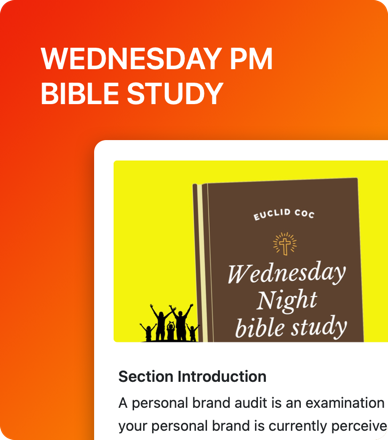 WEDNESDAY PM
BIBLE STUDY
EUCLID COC
Wednesday
Night
bible study
Section Introduction
A personal brand audit is an examination
your personal brand is currently perceive